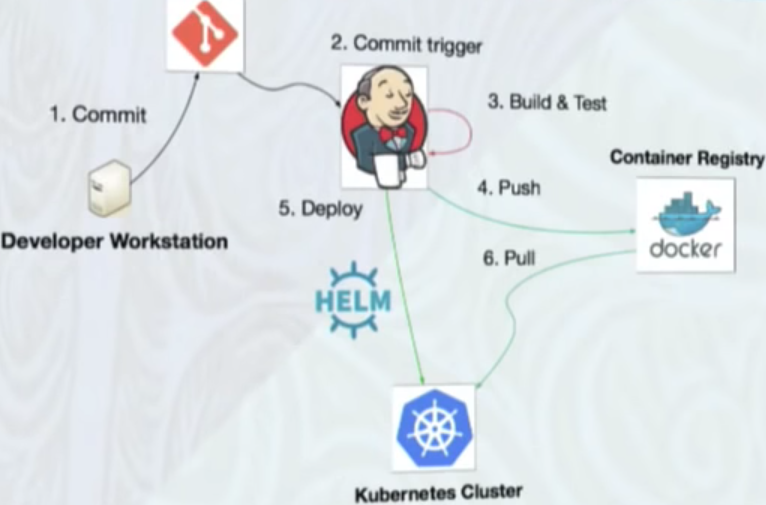 2. Commit trigger
1. Commit
3. Build & Test
Container Registry
4. Push
5. Deploy
docker
Developer Workstation
6. Pull
HELM
Kubernetes Cluster